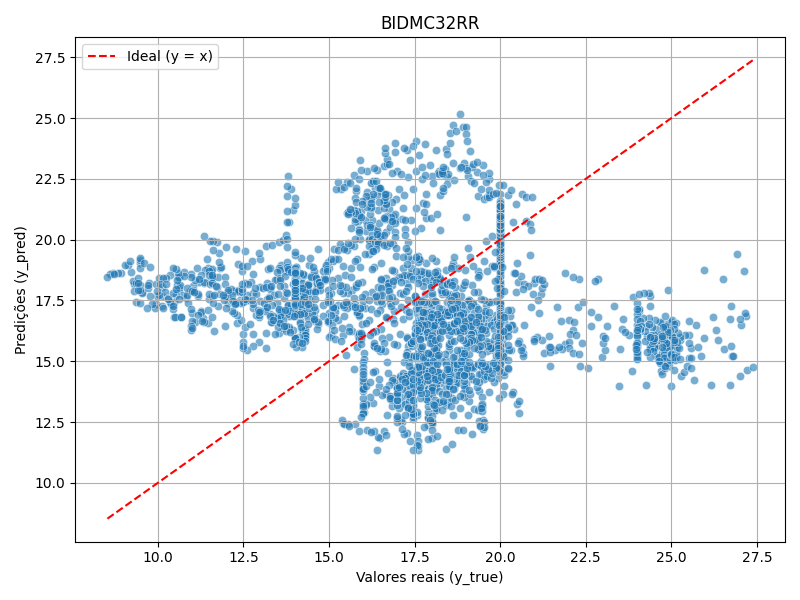 BIDMC32RR
Ideal (y = x)
27.5
25.0
22.5
20.0
17.5
15.0
12.5
10.0
Predições (y_pred)
10.0 12.5 15.0 17.5 20.0 22.5 25.0 27.5
Valores reais (y_true)